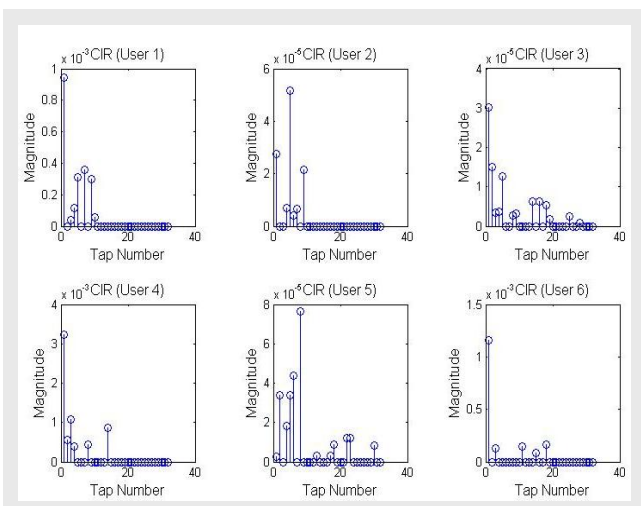 x 10⁻³ CIR (User 1)
1
0.8
0.6
0.4
0.2
0
0 20 40
Magnitude
Tap Number
x 10⁻⁵ CIR (User 2)
6
4
2
0
0 20 40
Magnitude
Tap Number
x 10⁻⁵ CIR (User 3)
4
3
2
1
0
0 20 40
Magnitude
Tap Number
x 10⁻³ CIR (User 4)
4
3
2
1
0
0 20 40
Magnitude
Tap Number
x 10⁻⁵ CIR (User 5)
8
6
4
2
0
0 20 40
Magnitude
Tap Number
x 10⁻³ CIR (User 6)
1.5
1
0.5
0
0 20 40
Magnitude
Tap Number